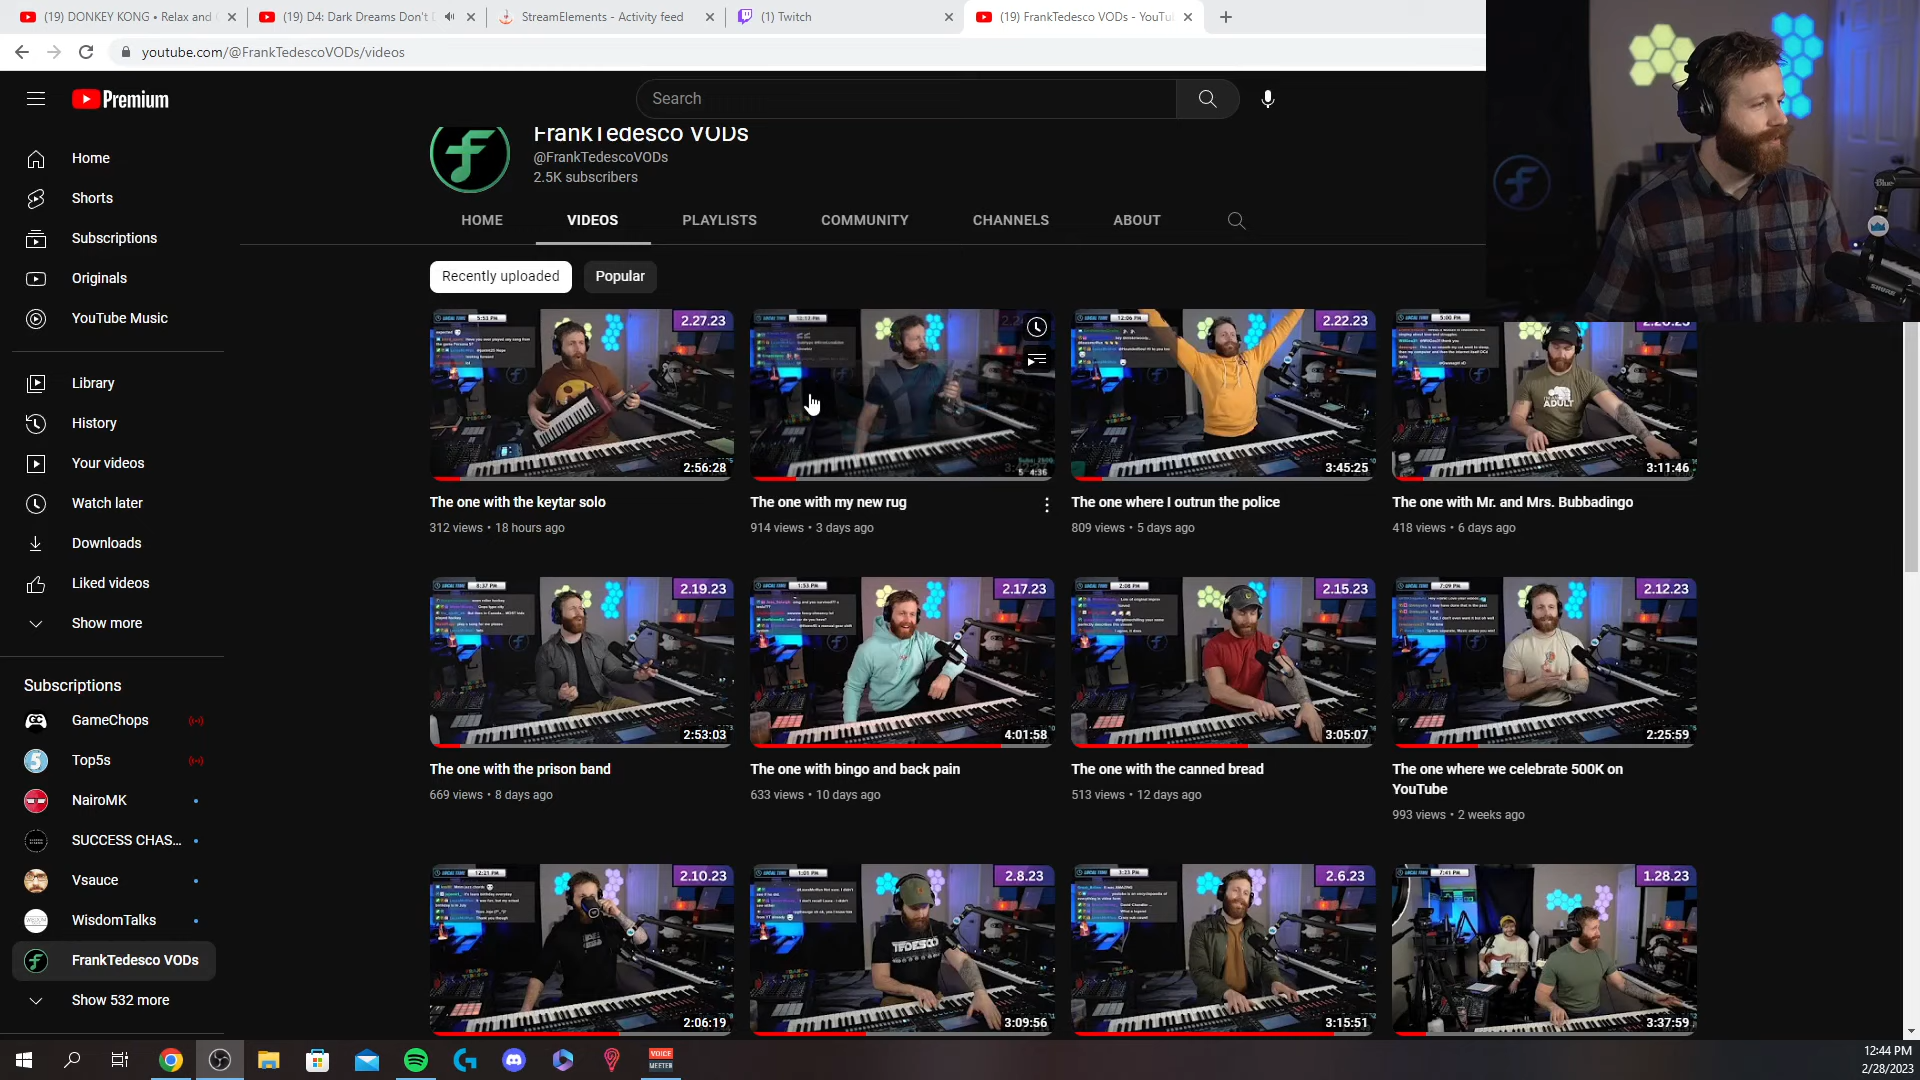 (19) DONKEY KONG • Relax and
(19) D4: Dark Dreams Don't
StreamElements - Activity feed
(1) Twitch
(19) FrankTedesco VODs - YouTu
youtube.com/@FrankTedescoVODs/videos
Premium
Search
FrankTedesco VODs
@FrankTedescoVODs
2.5K subscribers
HOME
VIDEOS
PLAYLISTS
COMMUNITY
CHANNELS
ABOUT
Recently uploaded
Popular
Home
Shorts
Subscriptions
Originals
YouTube Music
Library
History
Your videos
Watch later
Downloads
Liked videos
Show more
Subscriptions
GameChops
Top5s
NairoMK
SUCCESS CHAS...
Vsauce
WisdomTalks
FrankTedesco VODs
Show 532 more
2.27.23
2:56:28
The one with the keytar solo
312 views • 18 hours ago
The one with my new rug
914 views • 3 days ago
2.22.23
3:45:25
The one where I outrun the police
809 views • 5 days ago
ADULT
3:11:46
The one with Mr. and Mrs. Bubbadingo
418 views • 6 days ago
2.19.23
2:53:03
The one with the prison band
669 views • 8 days ago
2.17.23
4:01:58
The one with bingo and back pain
633 views • 10 days ago
2.15.23
3:05:07
The one with the canned bread
513 views • 12 days ago
2.12.23
2:25:59
The one where we celebrate 500K on
YouTube
993 views • 2 weeks ago
2.10.23
2:06:19
2.8.23
TEDESCO
3:09:56
2.6.23
3:15:51
1.28.23
3:37:59
Blue
SHURE
VOICE
MEETER
12:44 PM
2/28/2023